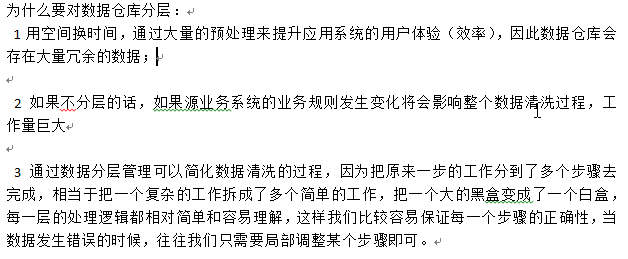 为什么要对数据仓库分层：
1用空间换时间，通过大量的预处理来提升应用系统的用户体验（效率），因此数据仓库会
存在大量冗余的数据；
2 如果不分层的话，如果源业务系统的业务规则发生变化将会影响整个数据清洗过程，工
作量巨大
3 通过数据分层管理可以简化数据清洗的过程，因为把原来一步的工作分到了多个步骤去
完成，相当于把一个复杂的工作拆成了多个简单的工作，把一个大的黑盒变成了一个白盒，
每一层的处理逻辑都相对简单和容易理解，这样我们比较容易保证每一个步骤的正确性，当
数据发生错误的时候，往往我们只需要局部调整某个步骤即可。